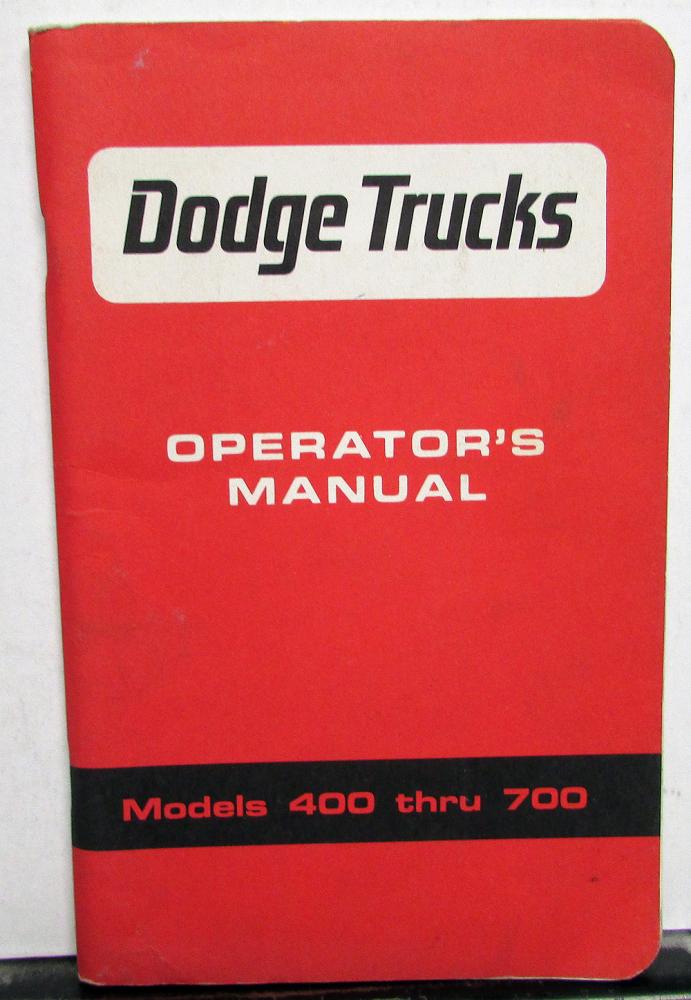 Dodge Trucks
OPERATOR'S
MANUAL
Models 400 thru 700